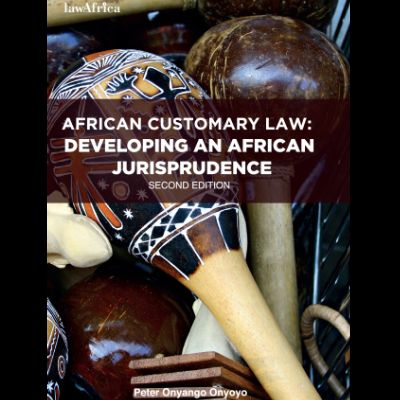 lawAfrica
AFRICAN CUSTOMARY LAW:
DEVELOPING AN AFRICAN
JURISPRUDENCE
SECOND EDITION
Peter Onyango Onyoyo